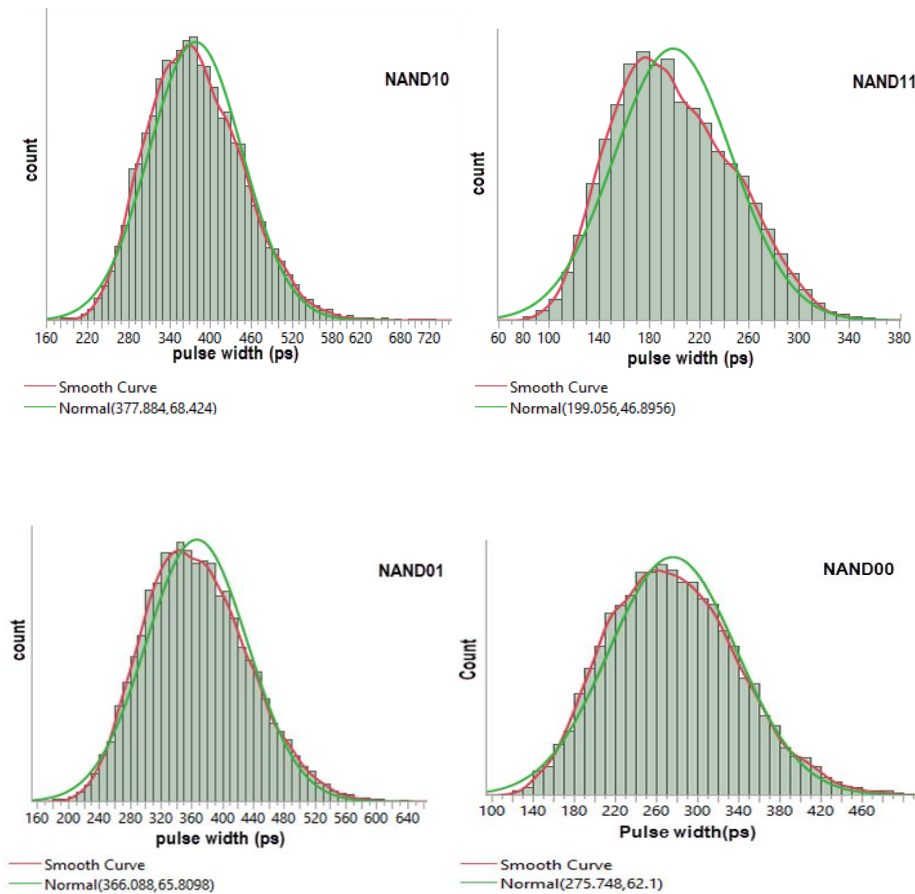 NAND10
count
160 220 280 340 400 460 520 580 620 680 720
pulse width (ps)
Smooth Curve
Normal(377.884,68.424)
NAND11
count
60 80 100 140 180 220 260 300 340 380
pulse width (ps)
Smooth Curve
Normal(199.056,46.8956)
NAND01
count
160 200 240 280 320 360 400 440 480 520 560 600 640
pulse width (ps)
Smooth Curve
Normal(366.088,65.8098)
NAND00
Count
100 140 180 220 260 300 340 380 420 460
Pulse width(ps)
Smooth Curve
Normal(275.748,62.1)